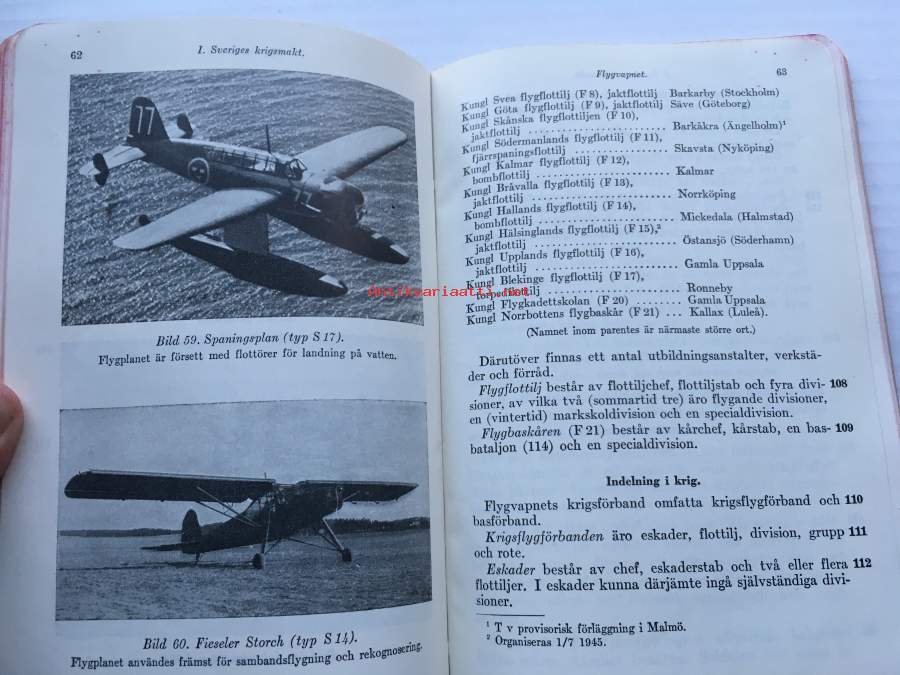 62
I. Sveriges krigsmakt.
17
Bild 59. Spaningsplan (typ S 17).
Flygplanet är försett med flottörer för landning på vatten.
Bild 60. Fieseler Storch (typ S 14).
Flygplanet användes främst för sambandsflygning och rekognosering.
Flygvapnet.
63
Kungl Svea flygflottilj (F 8), jaktflottilj Barkarby (Stockholm)
Kungl Göta flygflottilj (F 9), jaktflottilj Säve (Göteborg)
Kungl Skånska flygflottiljen (F 10),
jaktflottilj ........................ Barkåkra (Ängelholm)¹
Kungl Södermanlands flygflottilj (F 11),
fjärrspaningsflottilj ................ Skavsta (Nyköping)
Kungl Kalmar flygflottilj (F 12),
bombflottilj ........................ Kalmar
Kungl Bråvalla flygflottilj (F 13),
jaktflottilj ........................ Norrköping
Kungl Hallands flygflottilj (F 14),
bombflottilj ........................ Mickedala (Halmstad)
Kungl Hälsinglands flygflottilj (F 15),²
jaktflottilj ........................ Östansjö (Söderhamn)
Kungl Upplands flygflottilj (F 16),
jaktflottilj ........................ Gamla Uppsala
Kungl Blekinge flygflottilj (F 17),
torpedflottilj ........................ Ronneby
Kungl Flygkadettskolan (F 20) ........ Gamla Uppsala
Kungl Norrbottens flygbaskår (F 21) ... Kallax (Luleå).
(Namnet inom parentes är närmaste större ort.)
Därutöver finnas ett antal utbildningsanstalter, verkstä-
der och förråd.
Flygflottilj består av flottiljchef, flottiljstab och fyra divi- 108
sioner, av vilka två (sommartid tre) äro flygande divisioner,
en (vintertid) markskoldivision och en specialdivision.
Flygbaskåren (F 21) består av kårchef, kårstab, en bas- 109
bataljon (114) och en specialdivision.
Indelning i krig.
Flygvapnets krigsförband omfatta krigsflygförband och 110
basförband.
Krigsflygförbanden äro eskader, flottilj, division, grupp 111
och rote.
Eskader består av chef, eskaderstab och två eller flera 112
flottiljer. I eskader kunna därjämte ingå självständiga divi-
sioner.
¹ T v provisorisk förläggning i Malmö.
² Organiseras 1/7 1945.
antikvariaatti.net